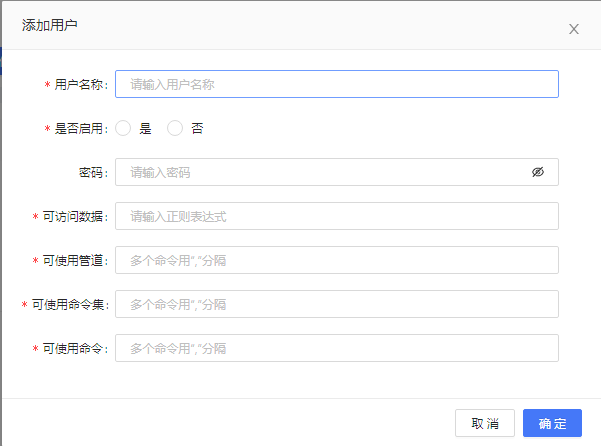 添加用户
* 用户名称: 请输入用户名称
* 是否启用: 是 否
密码: 请输入密码
* 可访问数据: 请输入正则表达式
* 可使用管道: 多个命令用","分隔
* 可使用命令集: 多个命令用","分隔
* 可使用命令: 多个命令用","分隔
取 消 确 定